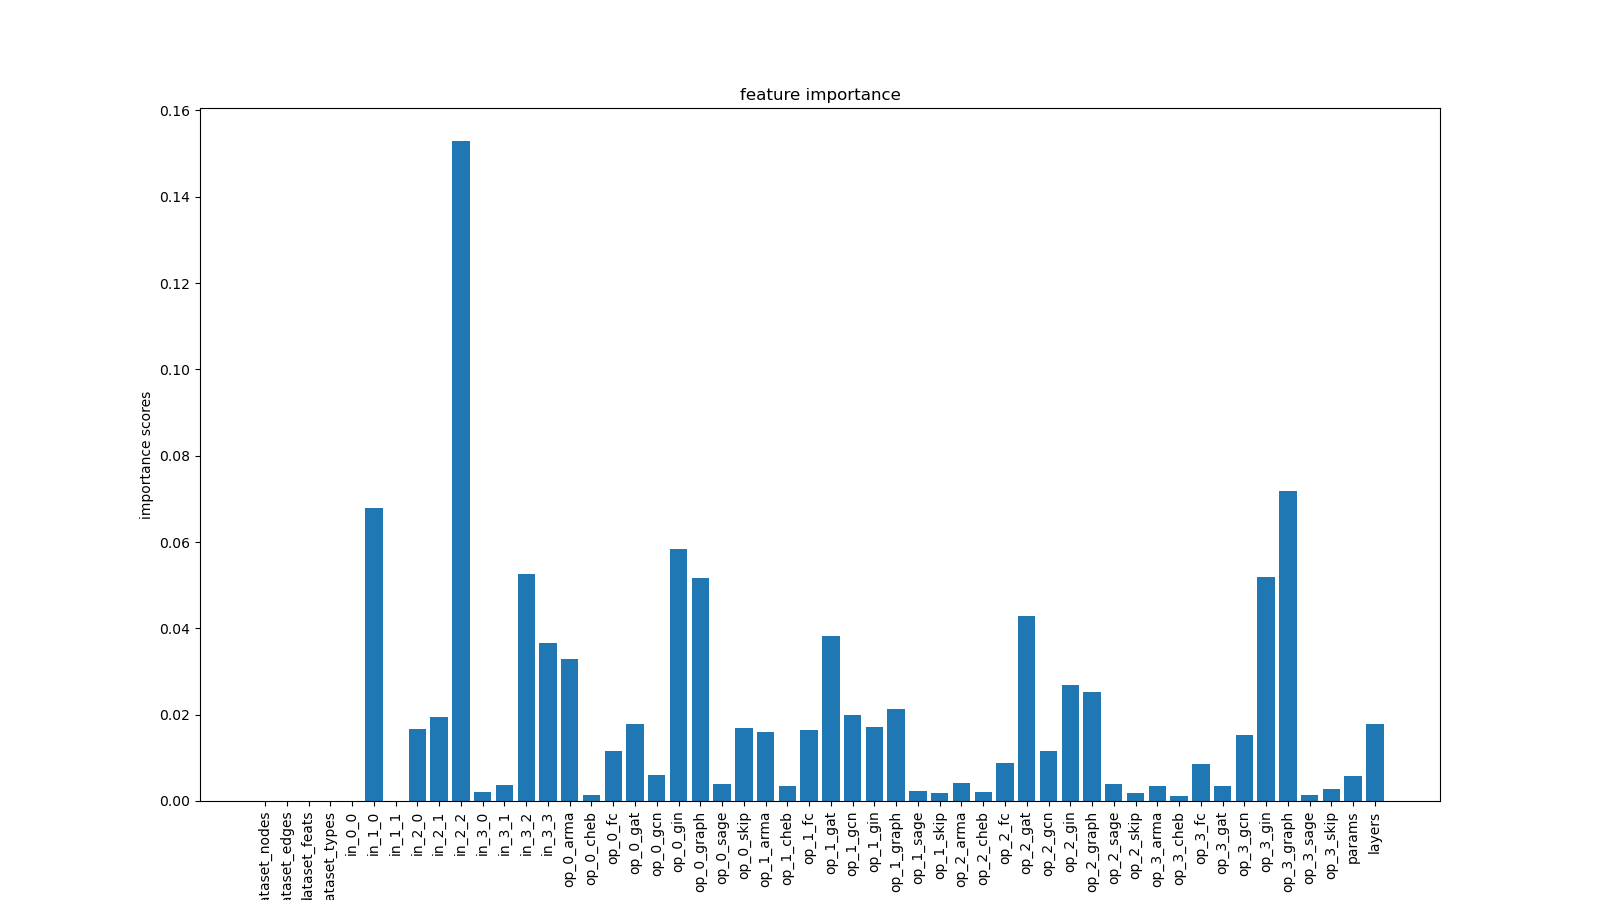 feature importance
0.16
0.14
0.12
0.10
0.08
0.06
0.04
0.02
0.00
importance scores
ataset_nodes
ataset_edges
lataset_feats
ataset_types
in_0_0
in_1_0
in_1_1
in_2_0
in_2_1
in_2_2
in_3_0
in_3_1
in_3_2
in_3_3
op_0_arma
op_0_cheb
op_0_fc
op_0_gat
op_0_gcn
op_0_gin
op_0_graph
op_0_sage
op_0_skip
op_1_arma
op_1_cheb
op_1_fc
op_1_gat
op_1_gcn
op_1_gin
op_1_graph
op_1_sage
op_1_skip
op_2_arma
op_2_cheb
op_2_fc
op_2_gat
op_2_gcn
op_2_gin
op_2_graph
op_2_sage
op_2_skip
op_3_arma
op_3_cheb
op_3_fc
op_3_gat
op_3_gcn
op_3_gin
op_3_graph
op_3_sage
op_3_skip
params
layers